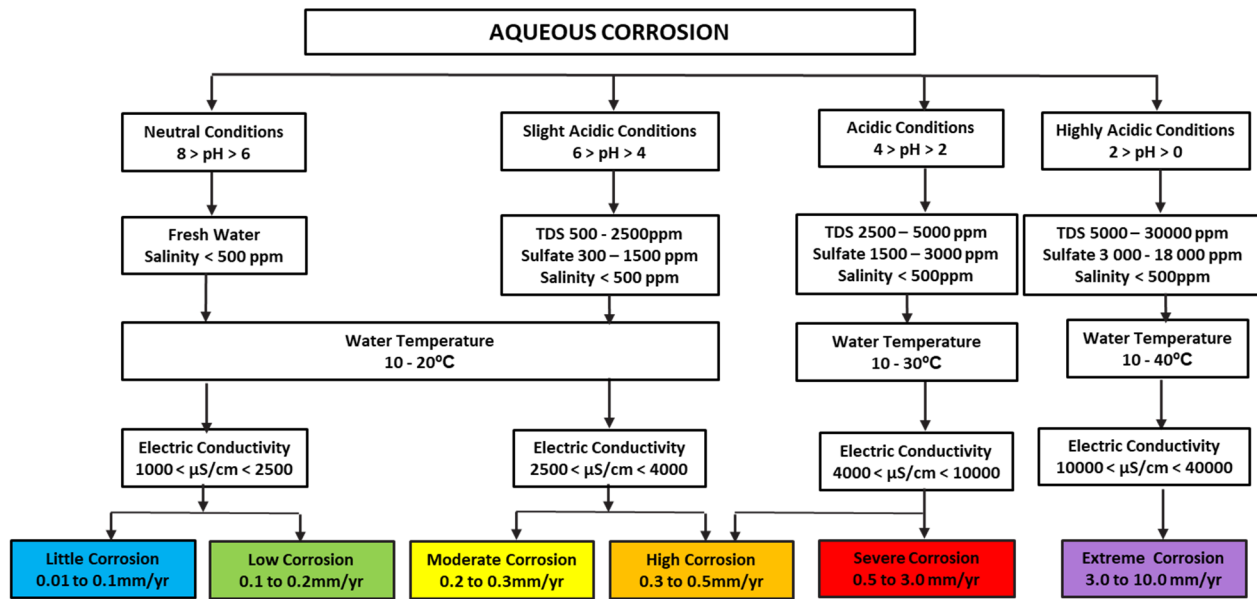 AQUEOUS CORROSION
Neutral Conditions
8 > pH > 6
Slight Acidic Conditions
6 > pH > 4
Acidic Conditions
4 > pH > 2
Highly Acidic Conditions
2 > pH > 0
Fresh Water
Salinity < 500 ppm
TDS 500 - 2500ppm
Sulfate 300 – 1500ppm
Salinity < 500 ppm
TDS 2500 – 5000 ppm
Sulfate 1500 – 3000 ppm
Salinity < 500ppm
TDS 5000 – 30000 ppm
Sulfate 3 000 - 18 000 ppm
Salinity < 500ppm
Water Temperature
10 - 20⁰C
Water Temperature
10 - 30⁰C
Water Temperature
10 - 40⁰C
Electric Conductivity
1000 < µS/cm < 2500
Electric Conductivity
2500 < µS/cm < 4000
Electric Conductivity
4000 < µS/cm < 10000
Electric Conductivity
10000 < µS/cm < 40000
Little Corrosion
0.01 to 0.1mm/yr
Low Corrosion
0.1 to 0.2mm/yr
Moderate Corrosion
0.2 to 0.3mm/yr
High Corrosion
0.3 to 0.5mm/yr
Severe Corrosion
0.5 to 3.0 mm/yr
Extreme Corrosion
3.0 to 10.0 mm/yr